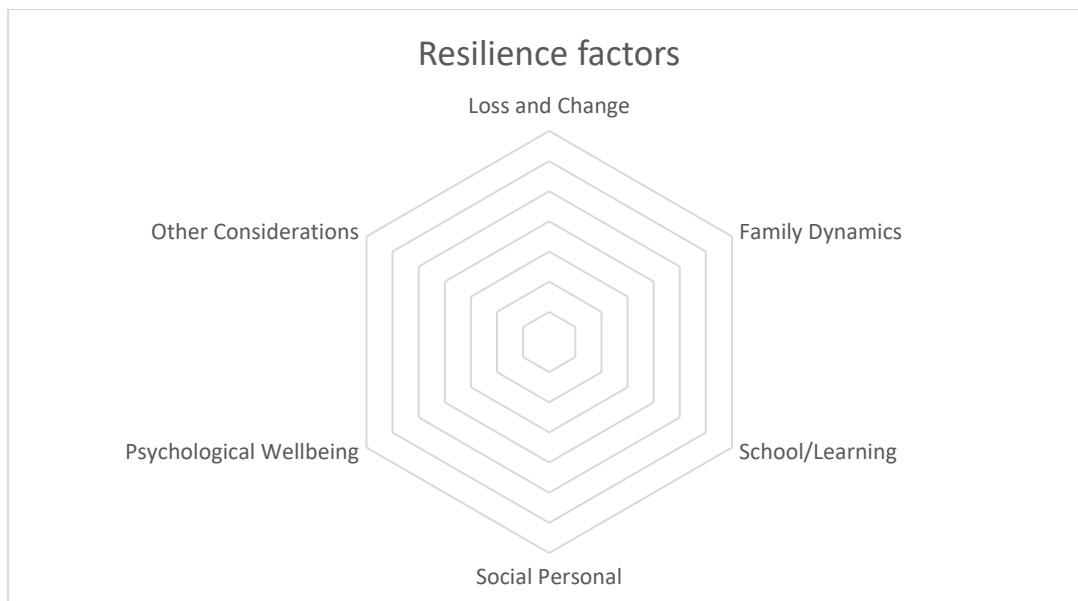 Resilience factors
Loss and Change
Other Considerations
Family Dynamics
Psychological Wellbeing
School/Learning
Social Personal